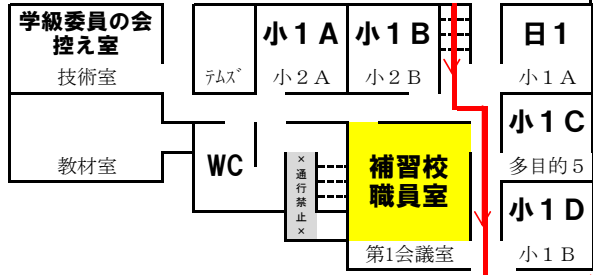 学級委員の会
控え室
技術室
ﾃﾑｽﾞ
小１A
小２A
小１B
小２B
日１
小１A
小１C
多目的５
教材室
WC
×通行禁止×
補習校
職員室
第1会議室
小１D
小１B